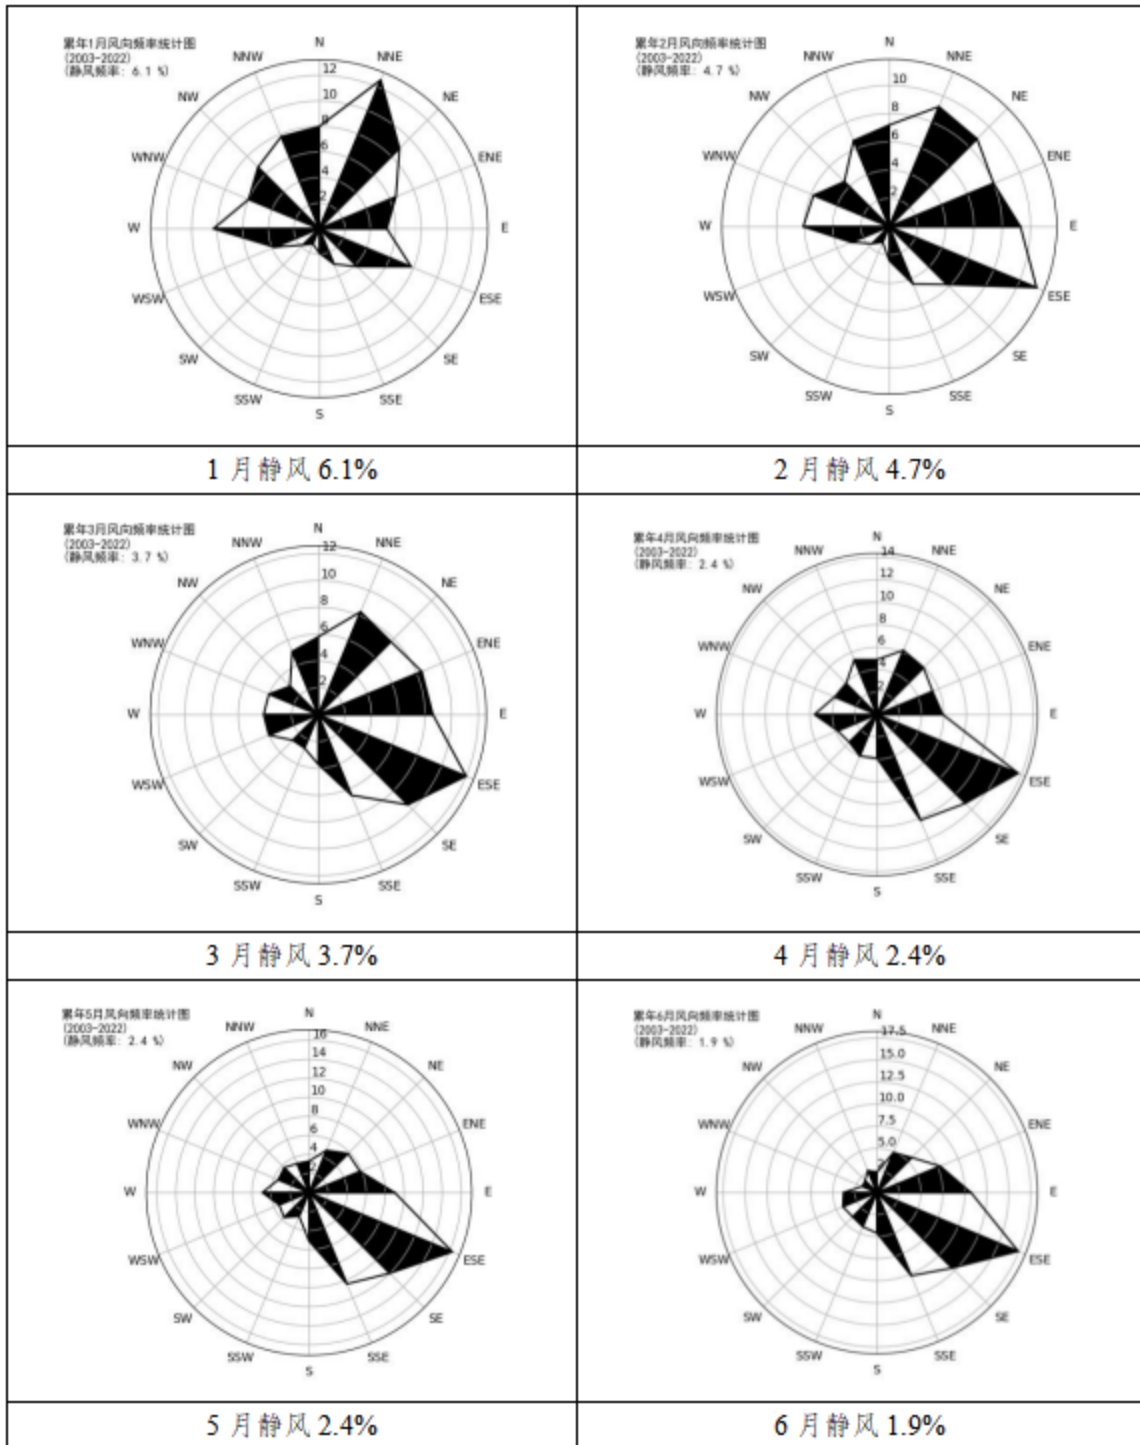 累年1月风向频率统计图
(2003-2022)
(静风频率: 6.1 %)
N
NNE
NE
ENE
E
ESE
SE
SSE
S
SSW
SW
WSW
W
WNW
NW
NNW
12
10
8
6
4
2
1 月静风 6.1%
累年2月风向频率统计图
(2003-2022)
(静风频率: 4.7 %)
N
NNE
NE
ENE
E
ESE
SE
SSE
S
SSW
SW
WSW
W
WNW
NW
NNW
10
8
6
4
2
2 月静风 4.7%
累年3月风向频率统计图
(2003-2022)
(静风频率: 3.7 %)
N
NNE
NE
ENE
E
ESE
SE
SSE
S
SSW
SW
WSW
W
WNW
NW
NNW
12
10
8
6
4
2
3 月静风 3.7%
累年4月风向频率统计图
(2003-2022)
(静风频率: 2.4 %)
N
NNE
NE
ENE
E
ESE
SE
SSE
S
SSW
SW
WSW
W
WNW
NW
NNW
14
12
10
8
6
4
2
4 月静风 2.4%
累年5月风向频率统计图
(2003-2022)
(静风频率: 2.4 %)
N
NNE
NE
ENE
E
ESE
SE
SSE
S
SSW
SW
WSW
W
WNW
NW
NNW
16
14
12
10
8
6
4
2
5 月静风 2.4%
累年6月风向频率统计图
(2003-2022)
(静风频率: 1.9 %)
N
NNE
NE
ENE
E
ESE
SE
SSE
S
SSW
SW
WSW
W
WNW
NW
NNW
17.5
15.0
12.5
10.0
7.5
5.0
6 月静风 1.9%